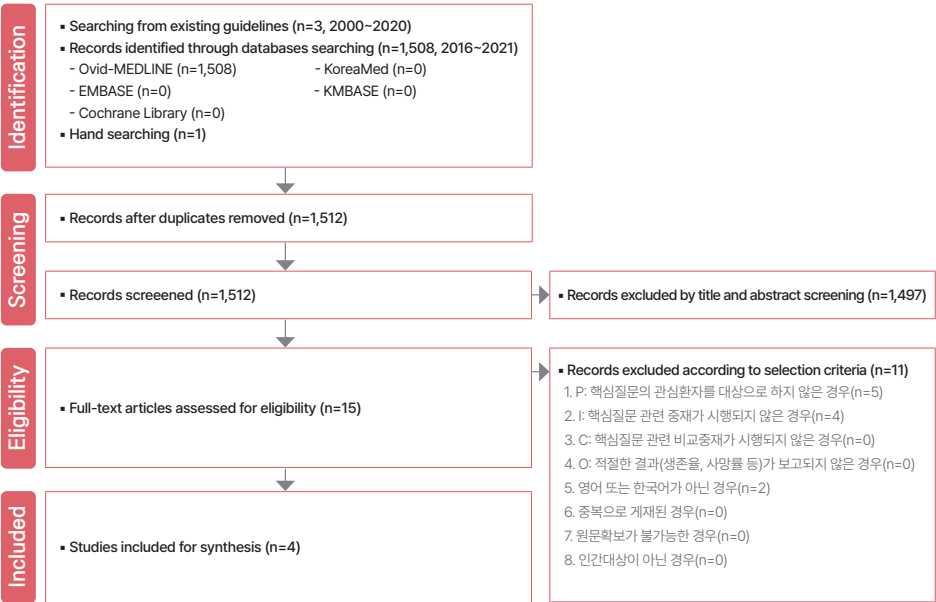 Identification
▪ Searching from existing guidelines (n=3, 2000~2020)
▪ Records identified through databases searching (n=1,508, 2016~2021)
- Ovid-MEDLINE (n=1,508)
- KoreaMed (n=0)
- EMBASE (n=0)
- KMBASE (n=0)
- Cochrane Library (n=0)
▪ Hand searching (n=1)
Screening
▪ Records after duplicates removed (n=1,512)
▪ Records screeened (n=1,512)
▪ Records excluded by title and abstract screening (n=1,497)
Eligibility
▪ Full-text articles assessed for eligibility (n=15)
▪ Records excluded according to selection criteria (n=11)
1. P: 핵심질문의 관심환자를 대상으로 하지 않은 경우(n=5)
2. I: 핵심질문 관련 중재가 시행되지 않은 경우(n=4)
3. C: 핵심질문 관련 비교중재가 시행되지 않은 경우(n=0)
4. O: 적절한 결과(생존율, 사망률 등)가 보고되지 않은 경우(n=0)
5. 영어 또는 한국어가 아닌 경우(n=2)
6. 중복으로 게재된 경우(n=0)
7. 원문확보가 불가능한 경우(n=0)
8. 인간대상이 아닌 경우(n=0)
Included
▪ Studies included for synthesis (n=4)